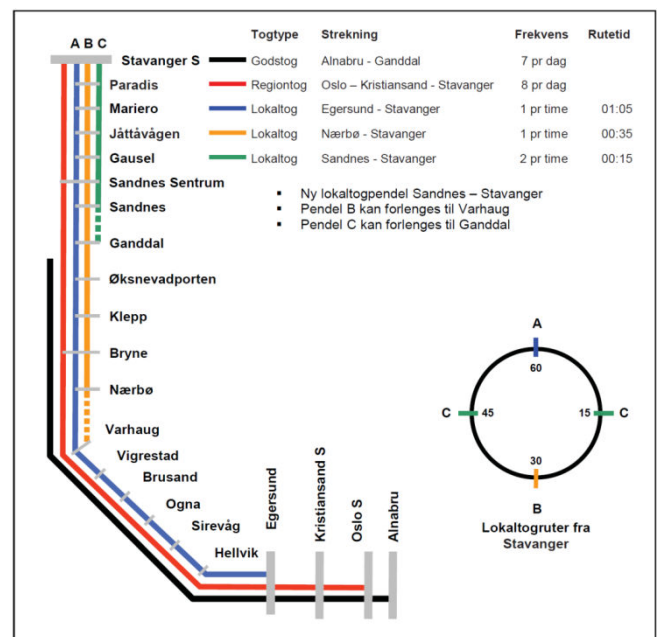 A B C
Togtype Strekning Frekvens Rutetid
Stavanger S
Godstog Alnabru - Ganddal 7 pr dag
Paradis
Regiontog Oslo – Kristiansand - Stavanger 8 pr dag
Mariero
Lokaltog Egersund - Stavanger 1 pr time 01:05
Jåttåvågen
Lokaltog Nærbø - Stavanger 1 pr time 00:35
Gausel
Lokaltog Sandnes - Stavanger 2 pr time 00:15
Sandnes Sentrum
Sandnes
Ganddal
▪ Ny lokaltogpendel Sandnes – Stavanger
▪ Pendel B kan forlenges til Varhaug
▪ Pendel C kan forlenges til Ganddal
Øksnevadporten
Klepp
Bryne
Nærbø
Varhaug
Vigrestad
Brusand
Ogna
Sirevåg
Hellvik
Egersund
Kristiansand S
Oslo S
Alnabru
A
60
C 45 15 C
30
B
Lokaltogruter fra
Stavanger